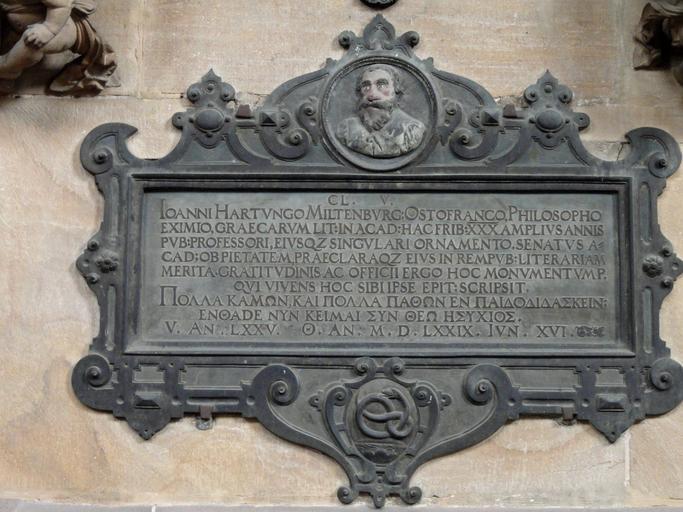 CL. V.
IOANNI HARTVNGO MILTENBVRG: OSTOFRANCO, PHILOSOPHO
EXIMIO, GRAECARVM LIT: IN ACAD: HAC FRIB: XXX AMPLIVS ANNIS
PVB: PROFESSORI, EIVSQZ SINGVLARI ORNAMENTO. SENATVS A-
CAD: OB PIETATEM, PRAECLARAQZ EIVS IN REMPVB: LITERARIAM
MERITA. GRATITVDINIS AC OFFICII ERGO HOC MONVMENT V MP.
QVI VIVENS HOC SIBI IPSE EPIT: SCRIPSIT.
ΠΟΛΛΑ ΚΑΜΩΝ, ΚΑΙ ΠΟΛΛΑ ΠΑΘΩΝ ΕΝ ΠΑΙΔΟΔΙΔΑΣΚΕΙΝ:
ΕΝΘΑΔΕ ΝΥΝ ΚΕΙΜΑΙ ΣΥΝ ΘΕΩ ΗΣΥΧΙΟΣ.
V. AN. LXXV. O. AN. M. D. LXXIX. IVN. XVI.